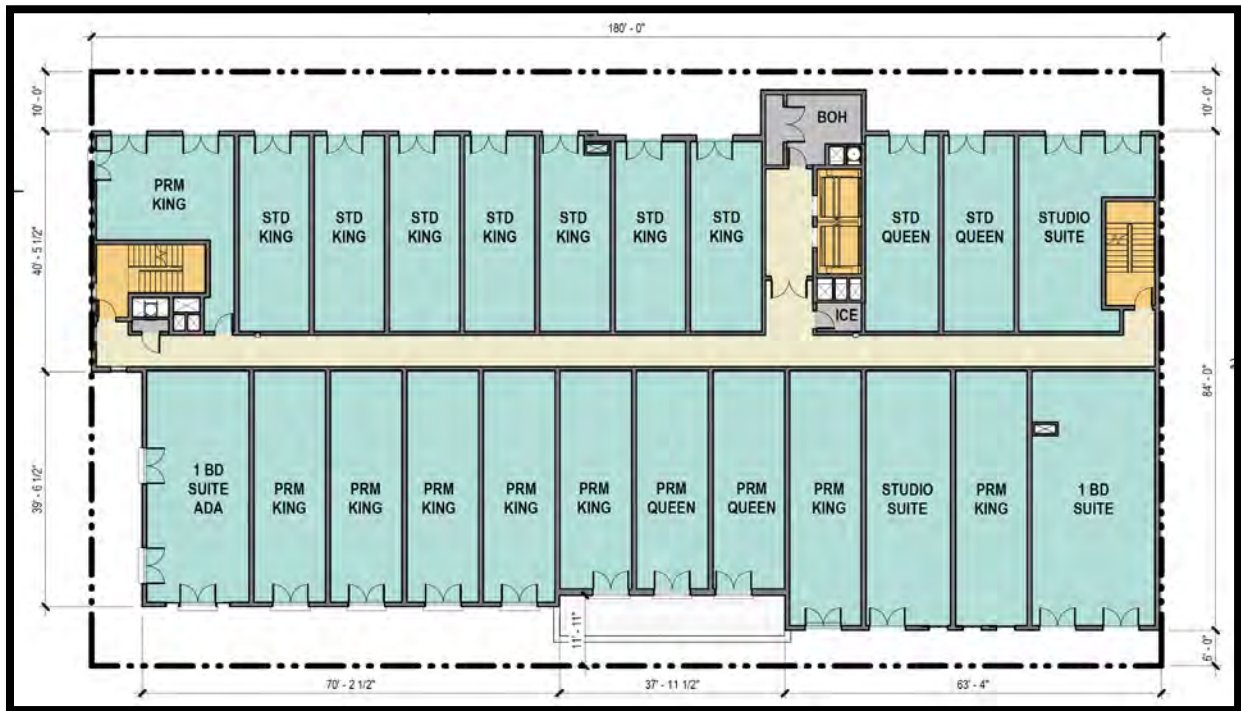 180' - 0"
10' - 0"
10' - 0"
BOH
PRM
KING
STD
KING
STD
KING
STD
KING
STD
KING
STD
KING
STD
KING
STD
KING
STD
QUEEN
STD
QUEEN
STUDIO
SUITE
40' - 5 1/2"
ICE
84' - 0"
1 BD
SUITE
ADA
PRM
KING
PRM
KING
PRM
KING
PRM
KING
PRM
KING
PRM
QUEEN
PRM
QUEEN
PRM
KING
STUDIO
SUITE
PRM
KING
1 BD
SUITE
39' - 6 1/2"
11' - 11"
6' - 0"
70' - 2 1/2"
37' - 11 1/2"
63' - 4"